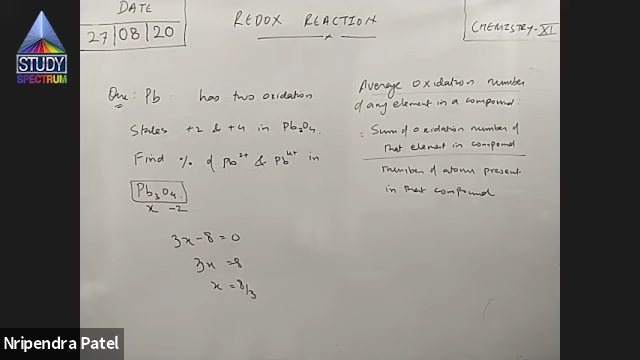 DATE
27/08/20
REDOX REACTION
CHEMISTRY-XI
STUDY
SPECTRUM
Que: Pb has two oxidation
States +2 & +4 in Pb3O4.
Find % of Pb2+ & Pb4+ in
Pb3O4
x -2
3x-8=0
3x=8
x=8/3
Average oxidation number
of any element in a compound:
= Sum of oxidation number of
that element in compound
number of atoms present
in that compound
Nripendra Patel